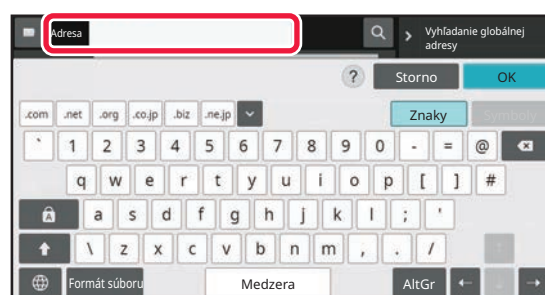 Adresa
Vyhľadanie globálnej
adresy
? Storno OK
.com .net .org .co.jp .biz .ne.jp Znaky Symboly
` 1 2 3 4 5 6 7 8 9 0 - = @
q w e r t y u i o p [ ] #
A a s d f g h j k l ; '
\ z x c v b n m , . /
Formát súboru Medzera AltGr